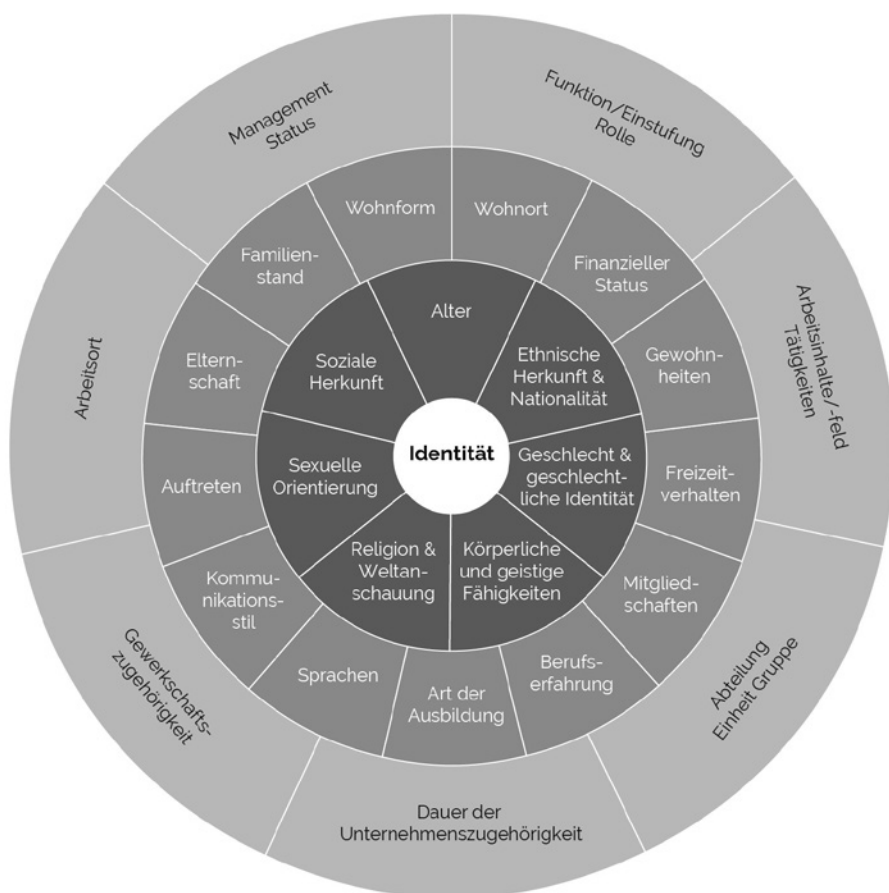 Management
Status
Funktion/Einstufung
Rolle
Arbeitsinhalte/-feld
Tätigkeiten
Abteilung
Einheit Gruppe
Dauer der
Unternehmenszugehörigkeit
Gewerkschafts-
zugehörigkeit
Arbeitsort
Wohnform
Wohnort
Finanzieller
Status
Gewohn-
heiten
Freizeit-
verhalten
Mitglied-
schaften
Berufs-
erfahrung
Art der
Ausbildung
Sprachen
Kommu-
nikations-
stil
Auftreten
Eltern-
schaft
Familien-
stand
Alter
Ethnische
Herkunft &
Nationalität
Geschlecht &
geschlecht-
liche Identität
Körperliche
und geistige
Fähigkeiten
Religion &
Weltan-
schauung
Sexuelle
Orientierung
Soziale
Herkunft
Identität